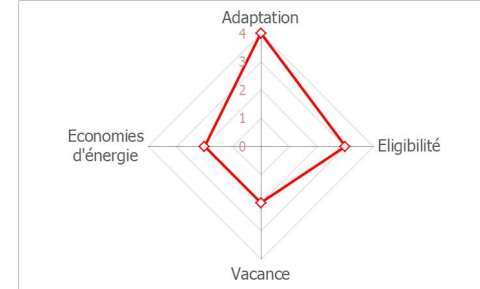 Adaptation
4
3
2
1
0
Economies
d'énergie
Eligibilité
Vacance